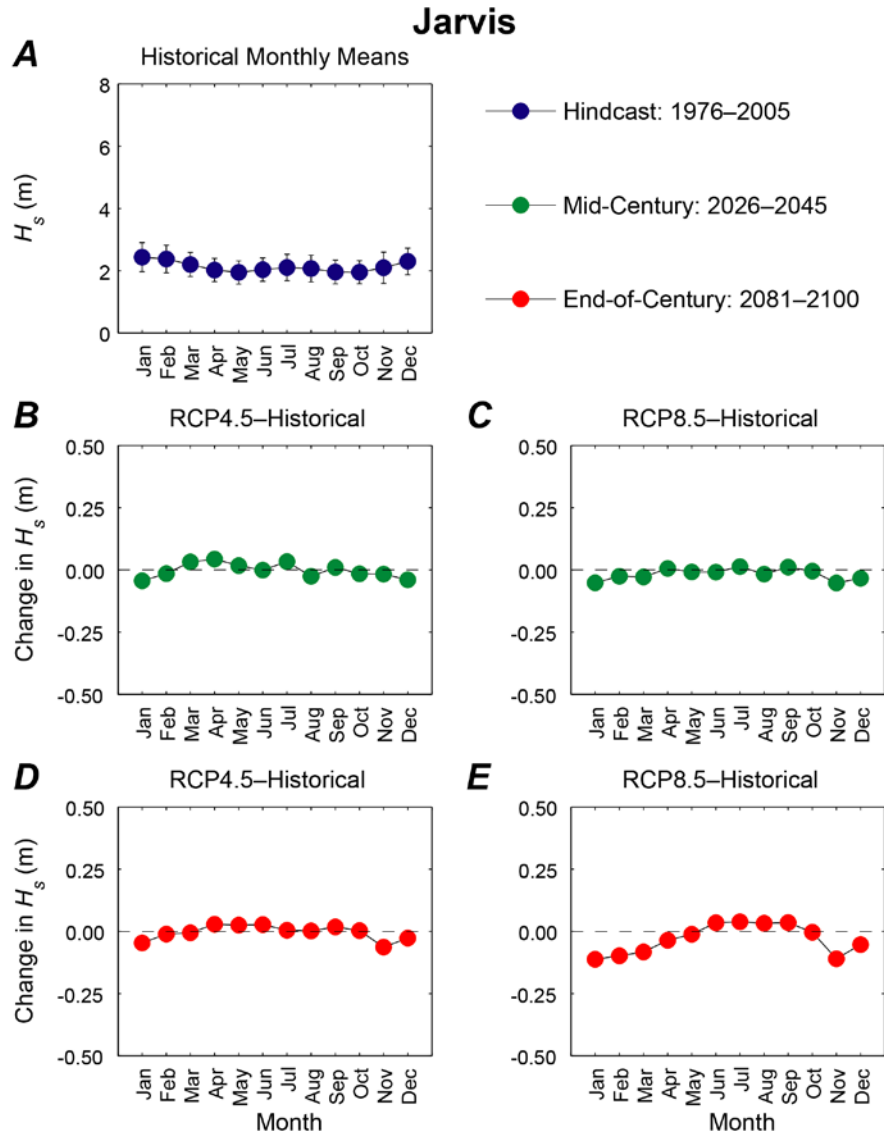 Jarvis
A
Historical Monthly Means
8
6
4
2
0
H_s (m)
Jan Feb Mar Apr May Jun Jul Aug Sep Oct Nov Dec
Hindcast: 1976–2005
Mid-Century: 2026–2045
End-of-Century: 2081–2100
B
RCP4.5–Historical
0.50
0.25
0.00
-0.25
-0.50
Change in H_s (m)
Jan Feb Mar Apr May Jun Jul Aug Sep Oct Nov Dec
C
RCP8.5–Historical
0.50
0.25
0.00
-0.25
-0.50
Jan Feb Mar Apr May Jun Jul Aug Sep Oct Nov Dec
D
RCP4.5–Historical
0.50
0.25
0.00
-0.25
-0.50
Change in H_s (m)
Jan Feb Mar Apr May Jun Jul Aug Sep Oct Nov Dec
Month
E
RCP8.5–Historical
0.50
0.25
0.00
-0.25
-0.50
Jan Feb Mar Apr May Jun Jul Aug Sep Oct Nov Dec
Month